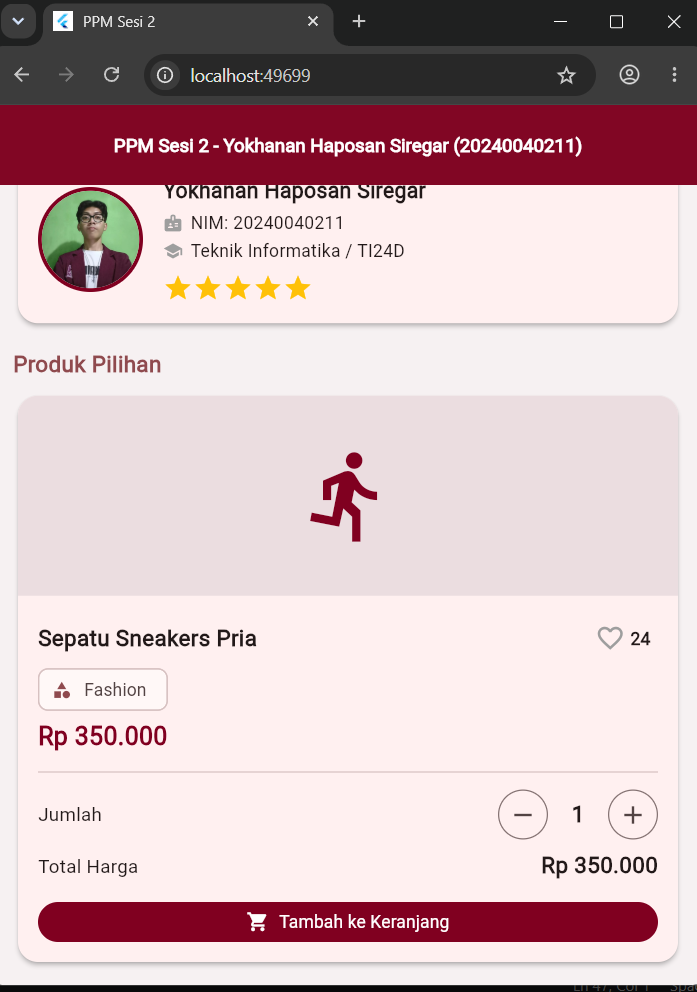 PPM Sesi 2
localhost:49699
PPM Sesi 2 - Yokhanan Haposan Siregar (20240040211)
Yokhanan Haposan Siregar
NIM: 20240040211
Teknik Informatika / TI24D
Produk Pilihan
Sepatu Sneakers Pria
24
Fashion
Rp 350.000
Jumlah
1
Total Harga
Rp 350.000
Tambah ke Keranjang